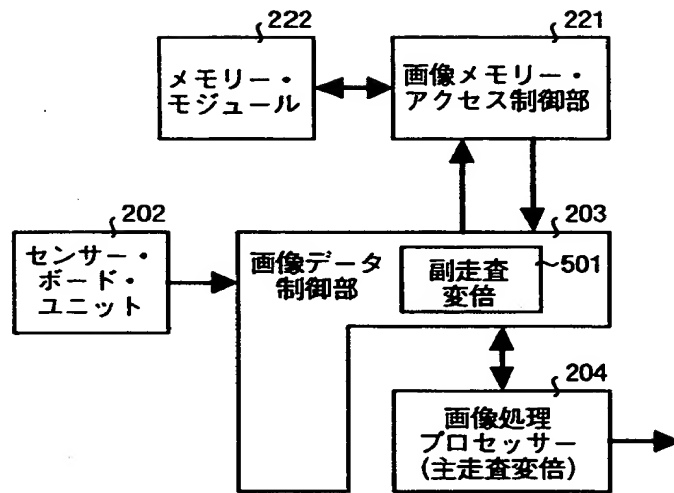 222
メモリー・
モジュール
221
画像メモリー・
アクセス制御部
202
センサー・
ボード・
ユニット
203
画像データ
制御部
副走査
変倍
501
204
画像処理
プロセッサー
(主走査変倍)